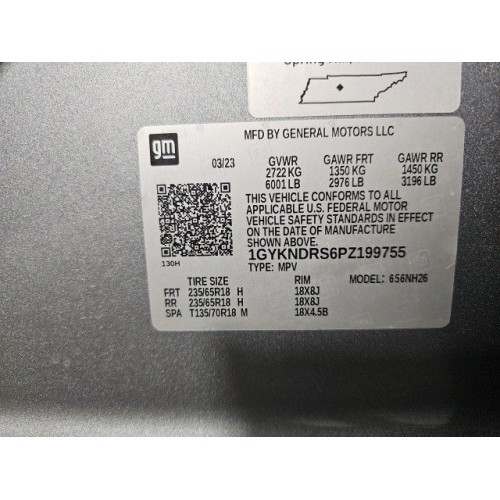 Spring Hill,
gm
MFD BY GENERAL MOTORS LLC
03/23 GVWR GAWR FRT GAWR RR
2722 KG 1350 KG 1450 KG
6001 LB 2976 LB 3196 LB
THIS VEHICLE CONFORMS TO ALL
APPLICABLE U.S. FEDERAL MOTOR
VEHICLE SAFETY STANDARDS IN EFFECT
ON THE DATE OF MANUFACTURE
SHOWN ABOVE.
1GYKNDRS6PZ199755
130H
TYPE: MPV
TIRE SIZE RIM MODEL: 6S6NH26
FRT 235/65R18 H 18X8J
RR 235/65R18 H 18X8J
SPA T135/70R18 M 18X4.5B